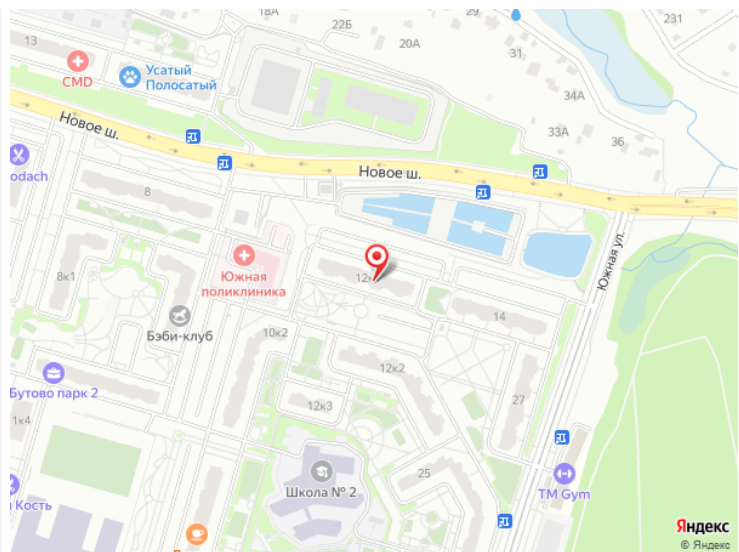 18А
22Б
29
231
20А
31
13
CMD
Усатый
Полосатый
34А
33А
36
Новое ш.
Новое ш.
odach
8
Южная ул.
8к1
Южная
поликлиника
Бэби-клуб
10к2
14
12к2
Бутово парк 2
12к3
27
1к4
25
Школа № 2
TM Gym
Кость
Яндекс
© Яндекс